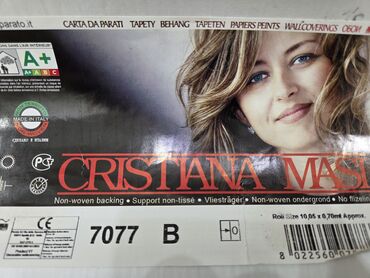 parato.it
CARTA DA PARATI TAPETY BEHANG TAPETEN PAPIERS PEINTS WALLCOVERINGS ОБОИ
A+
A+ A B C
MADE IN ITALY
CRISTIANA MASI
Non-woven backing • Support non-tissé • Vliesträger • Non-woven ondergrond • No
Roll Size 10,05 x 0,70mt Approx.
CE
7077 B
0
8 022560